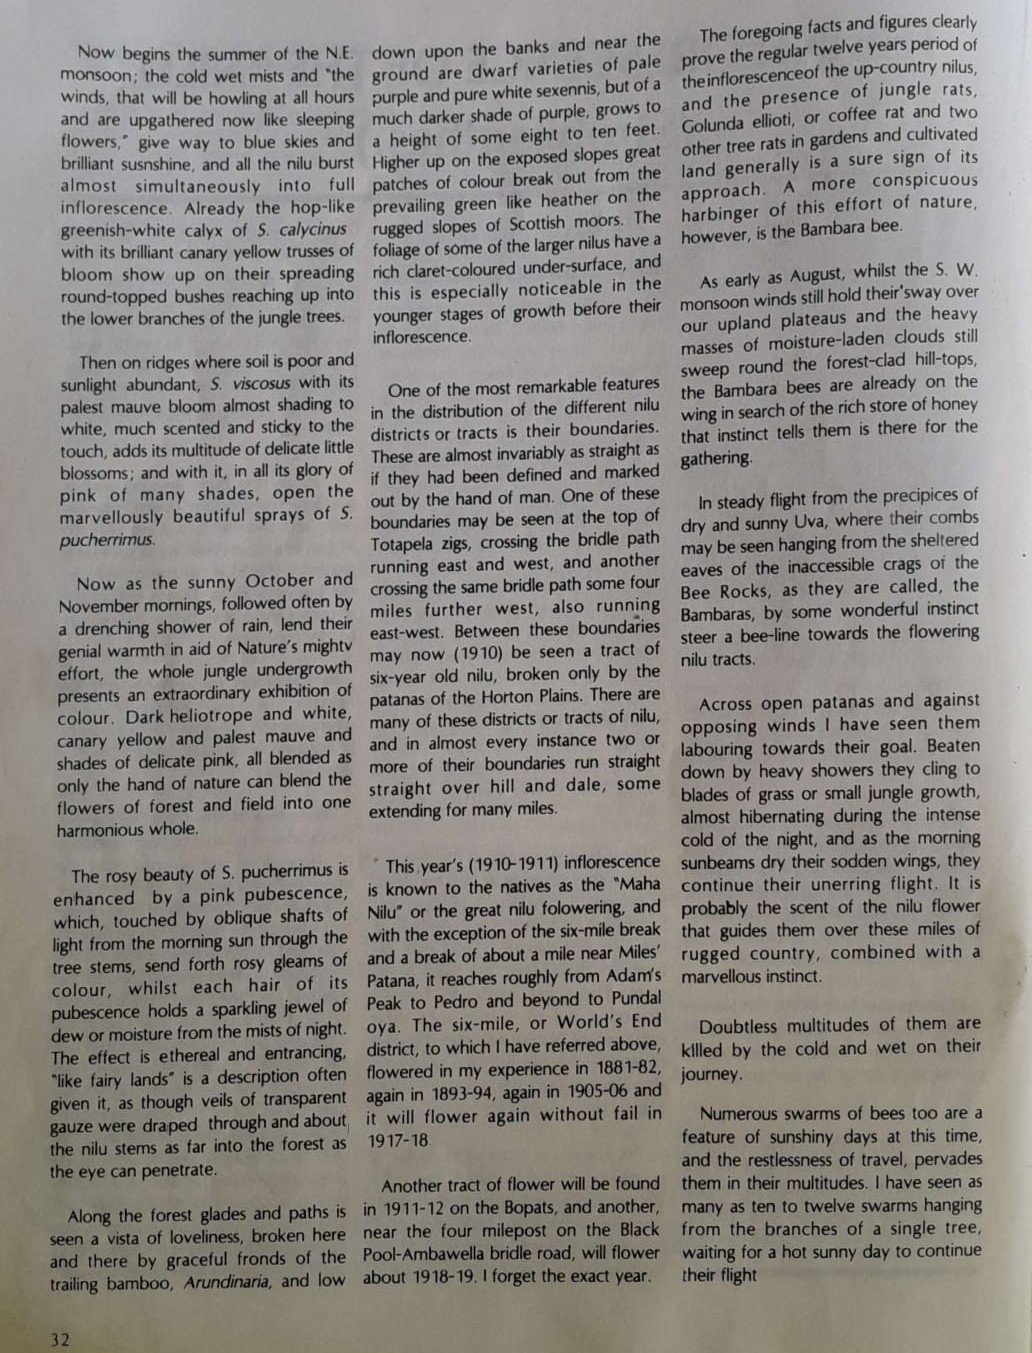 Now begins the summer of the N.E.
monsoon; the cold wet mists and "the
winds, that will be howling at all hours
and are upgathered now like sleeping
flowers," give way to blue skies and
brilliant susnshine, and all the nilu burst
almost simultaneously into full
inflorescence. Already the hop-like
greenish-white calyx of S. calycinus
with its brilliant canary yellow trusses of
bloom show up on their spreading
round-topped bushes reaching up into
the lower branches of the jungle trees.
Then on ridges where soil is poor and
sunlight abundant, S. viscosus with its
palest mauve bloom almost shading to
white, much scented and sticky to the
touch, adds its multitude of delicate little
blossoms; and with it, in all its glory of
pink of many shades, open the
marvellously beautiful sprays of S.
pucherrimus.
Now as the sunny October and
November mornings, followed often by
a drenching shower of rain, lend their
genial warmth in aid of Nature's mighty
effort, the whole jungle undergrowth
presents an extraordinary exhibition of
colour. Dark heliotrope and white,
canary yellow and palest mauve and
shades of delicate pink, all blended as
only the hand of nature can blend the
flowers of forest and field into one
harmonious whole.
The rosy beauty of S. pucherrimus is
enhanced by a pink pubescence,
which, touched by oblique shafts of
light from the morning sun through the
tree stems, send forth rosy gleams of
colour, whilst each hair of its
pubescence holds a sparkling jewel of
dew or moisture from the mists of night.
The effect is ethereal and entrancing,
"like fairy lands" is a description often
given it, as though veils of transparent
gauze were draped through and about
the nilu stems as far into the forest as
the eye can penetrate.
Along the forest glades and paths is
seen a vista of loveliness, broken here
and there by graceful fronds of the
trailing bamboo, Arundinaria, and low
down upon the banks and near the
ground are dwarf varieties of pale
purple and pure white sexennis, but of a
much darker shade of purple, grows to
a height of some eight to ten feet.
Higher up on the exposed slopes great
patches of colour break out from the
prevailing green like heather on the
rugged slopes of Scottish moors. The
foliage of some of the larger nilus have a
rich claret-coloured under-surface, and
this is especially noticeable in the
younger stages of growth before their
inflorescence.
One of the most remarkable features
in the distribution of the different nilu
districts or tracts is their boundaries.
These are almost invariably as straight as
if they had been defined and marked
out by the hand of man. One of these
boundaries may be seen at the top of
Totapela zigs, crossing the bridle path
running east and west, and another
crossing the same bridle path some four
miles further west, also running
east-west. Between these boundaries
may now (1910) be seen a tract of
six-year old nilu, broken only by the
patanas of the Horton Plains. There are
many of these districts or tracts of nilu,
and in almost every instance two or
more of their boundaries run straight
straight over hill and dale, some
extending for many miles.
This year's (1910-1911) inflorescence
is known to the natives as the "Maha
Nilu" or the great nilu folowering, and
with the exception of the six-mile break
and a break of about a mile near Miles'
Patana, it reaches roughly from Adam's
Peak to Pedro and beyond to Pundal
oya. The six-mile, or World's End
district, to which I have referred above,
flowered in my experience in 1881-82,
again in 1893-94, again in 1905-06 and
it will flower again without fail in
1917-18
Another tract of flower will be found
in 1911-12 on the Bopats, and another,
near the four milepost on the Black
Pool-Ambawella bridle road, will flower
about 1918-19. I forget the exact year.
The foregoing facts and figures clearly
prove the regular twelve years period of
the inflorescence of the up-country nilus,
and the presence of jungle rats,
Golunda ellioti, or coffee rat and two
other tree rats in gardens and cultivated
land generally is a sure sign of its
approach. A more conspicuous
harbinger of this effort of nature,
however, is the Bambara bee.
As early as August, whilst the S. W.
monsoon winds still hold their sway over
our upland plateaus and the heavy
masses of moisture-laden clouds still
sweep round the forest-clad hill-tops,
the Bambara bees are already on the
wing in search of the rich store of honey
that instinct tells them is there for the
gathering.
In steady flight from the precipices of
dry and sunny Uva, where their combs
may be seen hanging from the sheltered
eaves of the inaccessible crags of the
Bee Rocks, as they are called, the
Bambaras, by some wonderful instinct
steer a bee-line towards the flowering
nilu tracts.
Across open patanas and against
opposing winds I have seen them
labouring towards their goal. Beaten
down by heavy showers they cling to
blades of grass or small jungle growth,
almost hibernating during the intense
cold of the night, and as the morning
sunbeams dry their sodden wings, they
continue their unerring flight. It is
probably the scent of the nilu flower
that guides them over these miles of
rugged country, combined with a
marvellous instinct.
Doubtless multitudes of them are
killed by the cold and wet on their
journey.
Numerous swarms of bees too are a
feature of sunshiny days at this time,
and the restlessness of travel, pervades
them in their multitudes. I have seen as
many as ten to twelve swarms hanging
from the branches of a single tree,
waiting for a hot sunny day to continue
their flight
32